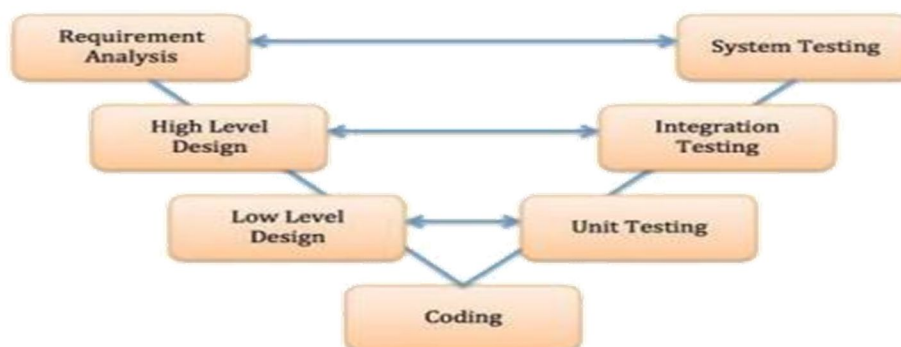 Requirement
Analysis
System Testing
High Level
Design
Integration
Testing
Low Level
Design
Unit Testing
Coding